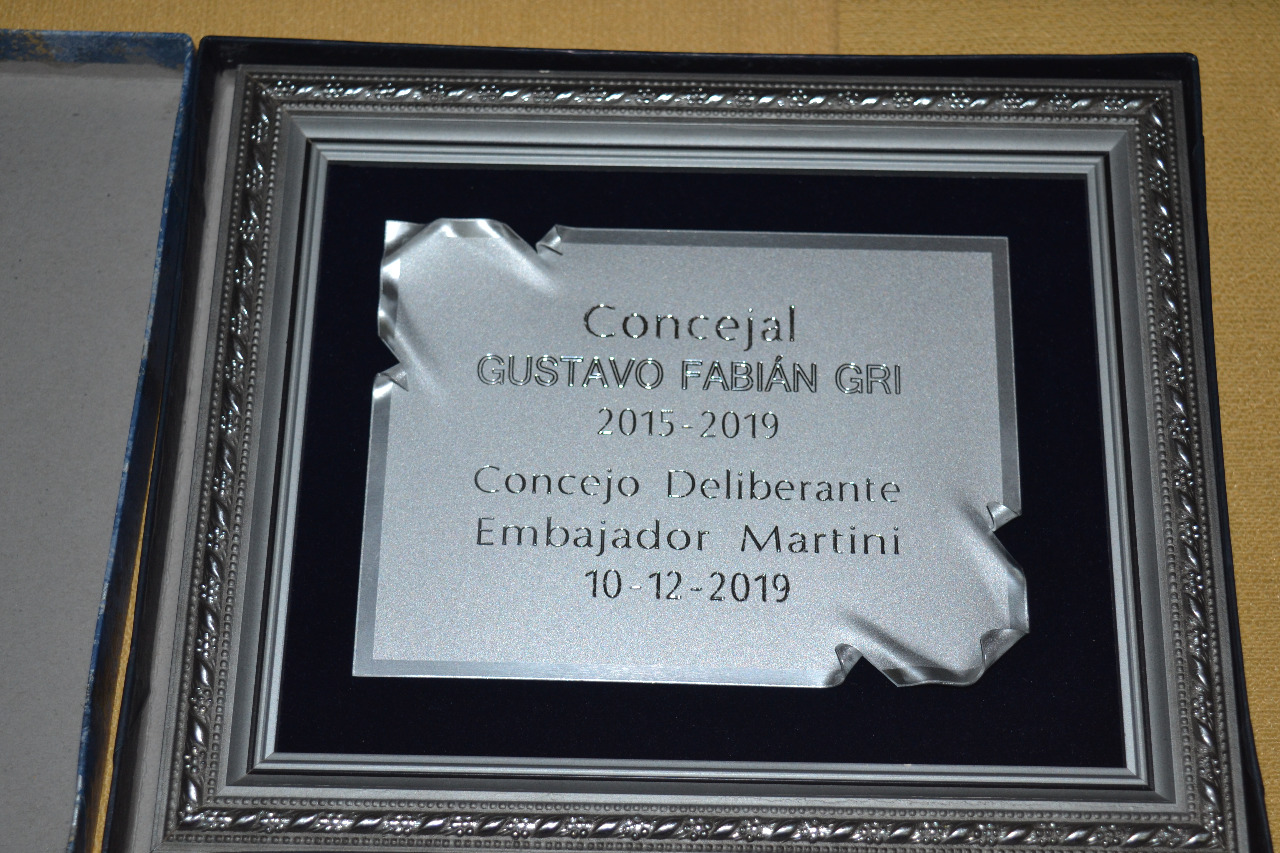 Concejal
GUSTAVO FABIÁN GRI
2015-2019
Concejo Deliberante
Embajador Martini
10-12-2019